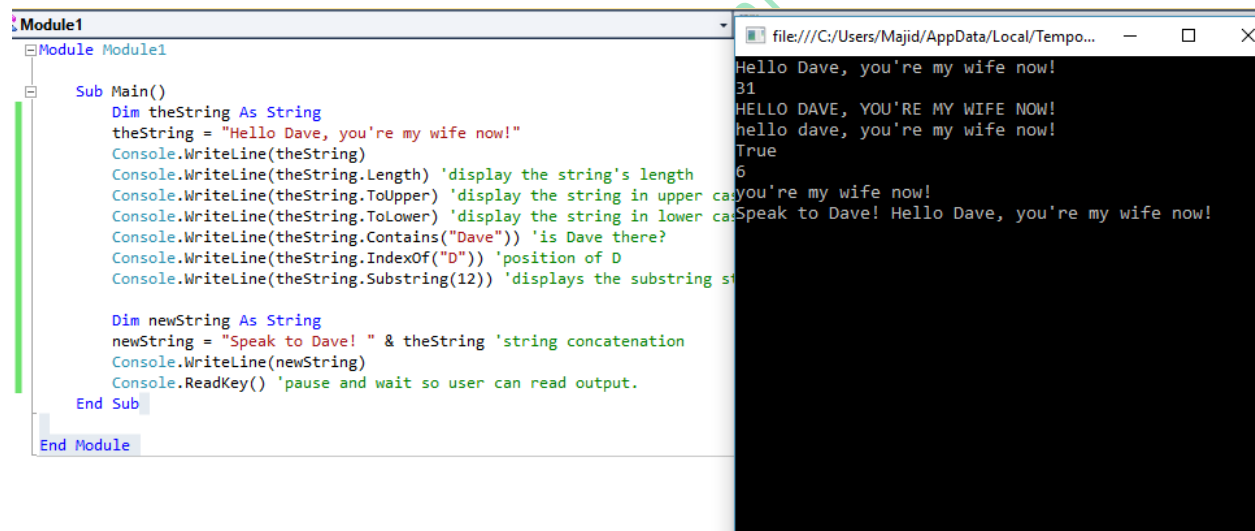 Module1
Module Module1
Sub Main()
Dim theString As String
theString = "Hello Dave, you're my wife now!"
Console.WriteLine(theString)
Console.WriteLine(theString.Length) 'display the string's length
Console.WriteLine(theString.ToUpper) 'display the string in upper cas
Console.WriteLine(theString.ToLower) 'display the string in lower cas
Console.WriteLine(theString.Contains("Dave")) 'is Dave there?
Console.WriteLine(theString.IndexOf("D")) 'position of D
Console.WriteLine(theString.Substring(12)) 'displays the substring st
Dim newString As String
newString = "Speak to Dave! " & theString 'string concatenation
Console.WriteLine(newString)
Console.ReadKey() 'pause and wait so user can read output.
End Sub
End Module
file:///C:/Users/Majid/AppData/Local/Tempo...
Hello Dave, you're my wife now!
31
HELLO DAVE, YOU'RE MY WIFE NOW!
hello dave, you're my wife now!
True
6
you're my wife now!
Speak to Dave! Hello Dave, you're my wife now!